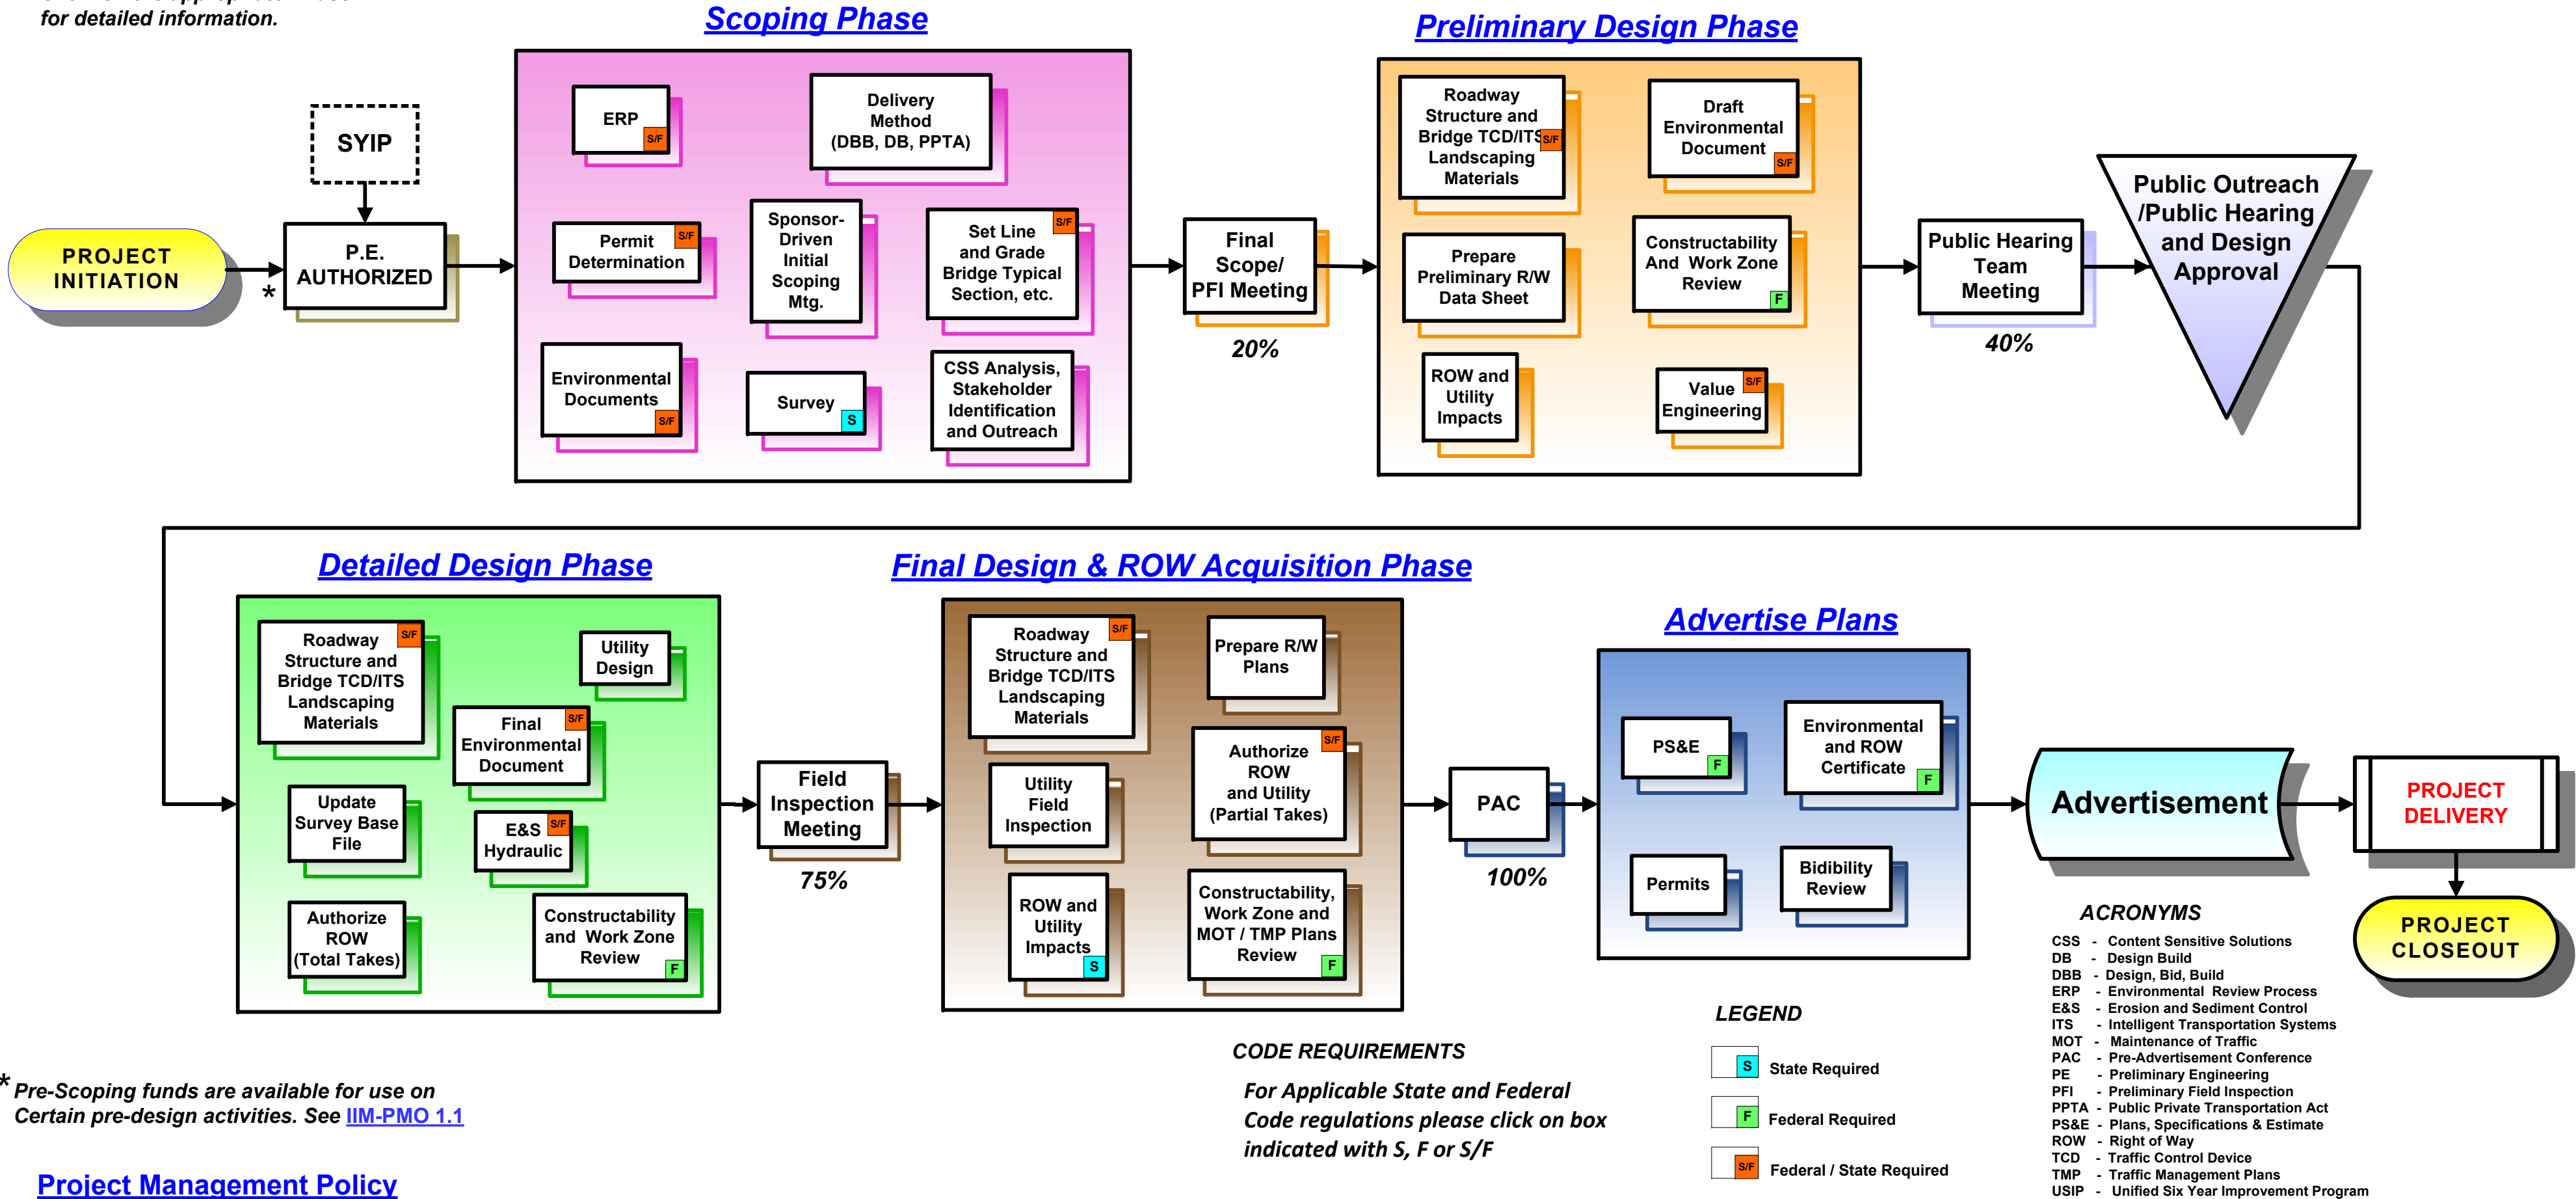 for detailed information.
Scoping Phase
Preliminary Design Phase
SYIP
PROJECT
INITIATION
*
P.E.
AUTHORIZED
ERP
S/F
Delivery
Method
(DBB, DB, PPTA)
Permit
Determination
S/F
Sponsor-
Driven
Initial
Scoping
Mtg.
Set Line
and Grade
Bridge Typical
Section, etc.
S/F
Environmental
Documents
S/F
Survey
S
CSS Analysis,
Stakeholder
Identification
and Outreach
Final
Scope/
PFI Meeting
20%
Roadway
Structure and
Bridge TCD/ITS
Landscaping
Materials
S/F
Draft
Environmental
Document
S/F
Prepare
Preliminary R/W
Data Sheet
Constructability
And Work Zone
Review
F
ROW and
Utility
Impacts
Value
Engineering
S/F
Public Hearing
Team
Meeting
40%
Public Outreach
/Public Hearing
and Design
Approval
Detailed Design Phase
Final Design & ROW Acquisition Phase
Advertise Plans
Roadway
Structure and
Bridge TCD/ITS
Landscaping
Materials
S/F
Utility
Design
Final
Environmental
Document
S/F
Update
Survey Base
File
E&S
Hydraulic
S/F
Authorize
ROW
(Total Takes)
Constructability
and Work Zone
Review
F
Field
Inspection
Meeting
75%
Roadway
Structure and
Bridge TCD/ITS
Landscaping
Materials
S/F
Prepare R/W
Plans
Utility
Field
Inspection
Authorize
ROW
and Utility
(Partial Takes)
S/F
ROW and
Utility
Impacts
S
Constructability,
Work Zone and
MOT / TMP Plans
Review
F
PAC
100%
PS&E
F
Environmental
and ROW
Certificate
F
Permits
Bidibility
Review
Advertisement
PROJECT
DELIVERY
PROJECT
CLOSEOUT
ACRONYMS
CSS - Content Sensitive Solutions
DB - Design Build
DBB - Design, Bid, Build
ERP - Environmental Review Process
E&S - Erosion and Sediment Control
ITS - Intelligent Transportation Systems
MOT - Maintenance of Traffic
PAC - Pre-Advertisement Conference
PE - Preliminary Engineering
PFI - Preliminary Field Inspection
PPTA - Public Private Transportation Act
PS&E - Plans, Specifications & Estimate
ROW - Right of Way
TCD - Traffic Control Device
TMP - Traffic Management Plans
USIP - Unified Six Year Improvement Program
LEGEND
S State Required
F Federal Required
S/F Federal / State Required
CODE REQUIREMENTS
For Applicable State and Federal
Code regulations please click on box
indicated with S, F or S/F
* Pre-Scoping funds are available for use on
Certain pre-design activities. See IIM-PMO 1.1
Project Management Policy